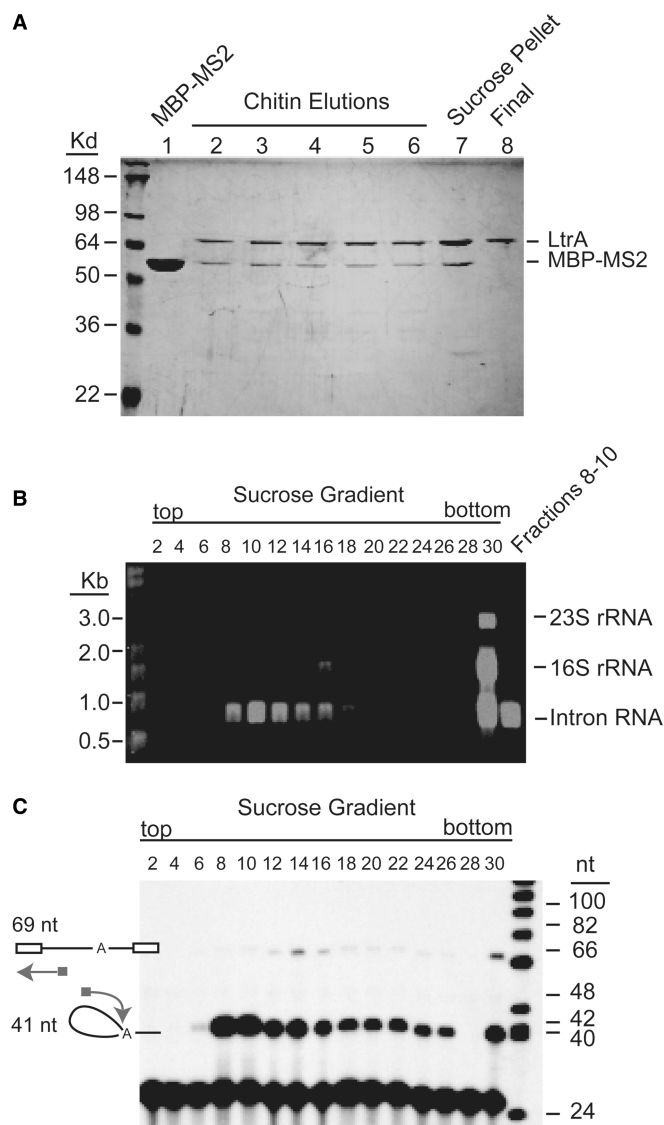 A
MBP-MS2
Chitin Elutions
Sucrose Pellet
Final
Kd
1 2 3 4 5 6 7 8
148
98
64
50
36
22
LtrA
MBP-MS2
B
Sucrose Gradient
top bottom
Fractions 8-10
2 4 6 8 10 12 14 16 18 20 22 24 26 28 30
Kb
3.0
2.0
1.0
0.5
23S rRNA
16S rRNA
Intron RNA
C
Sucrose Gradient
top bottom
2 4 6 8 10 12 14 16 18 20 22 24 26 28 30 nt
69 nt
A
41 nt
A
100
82
66
48
42
40
24